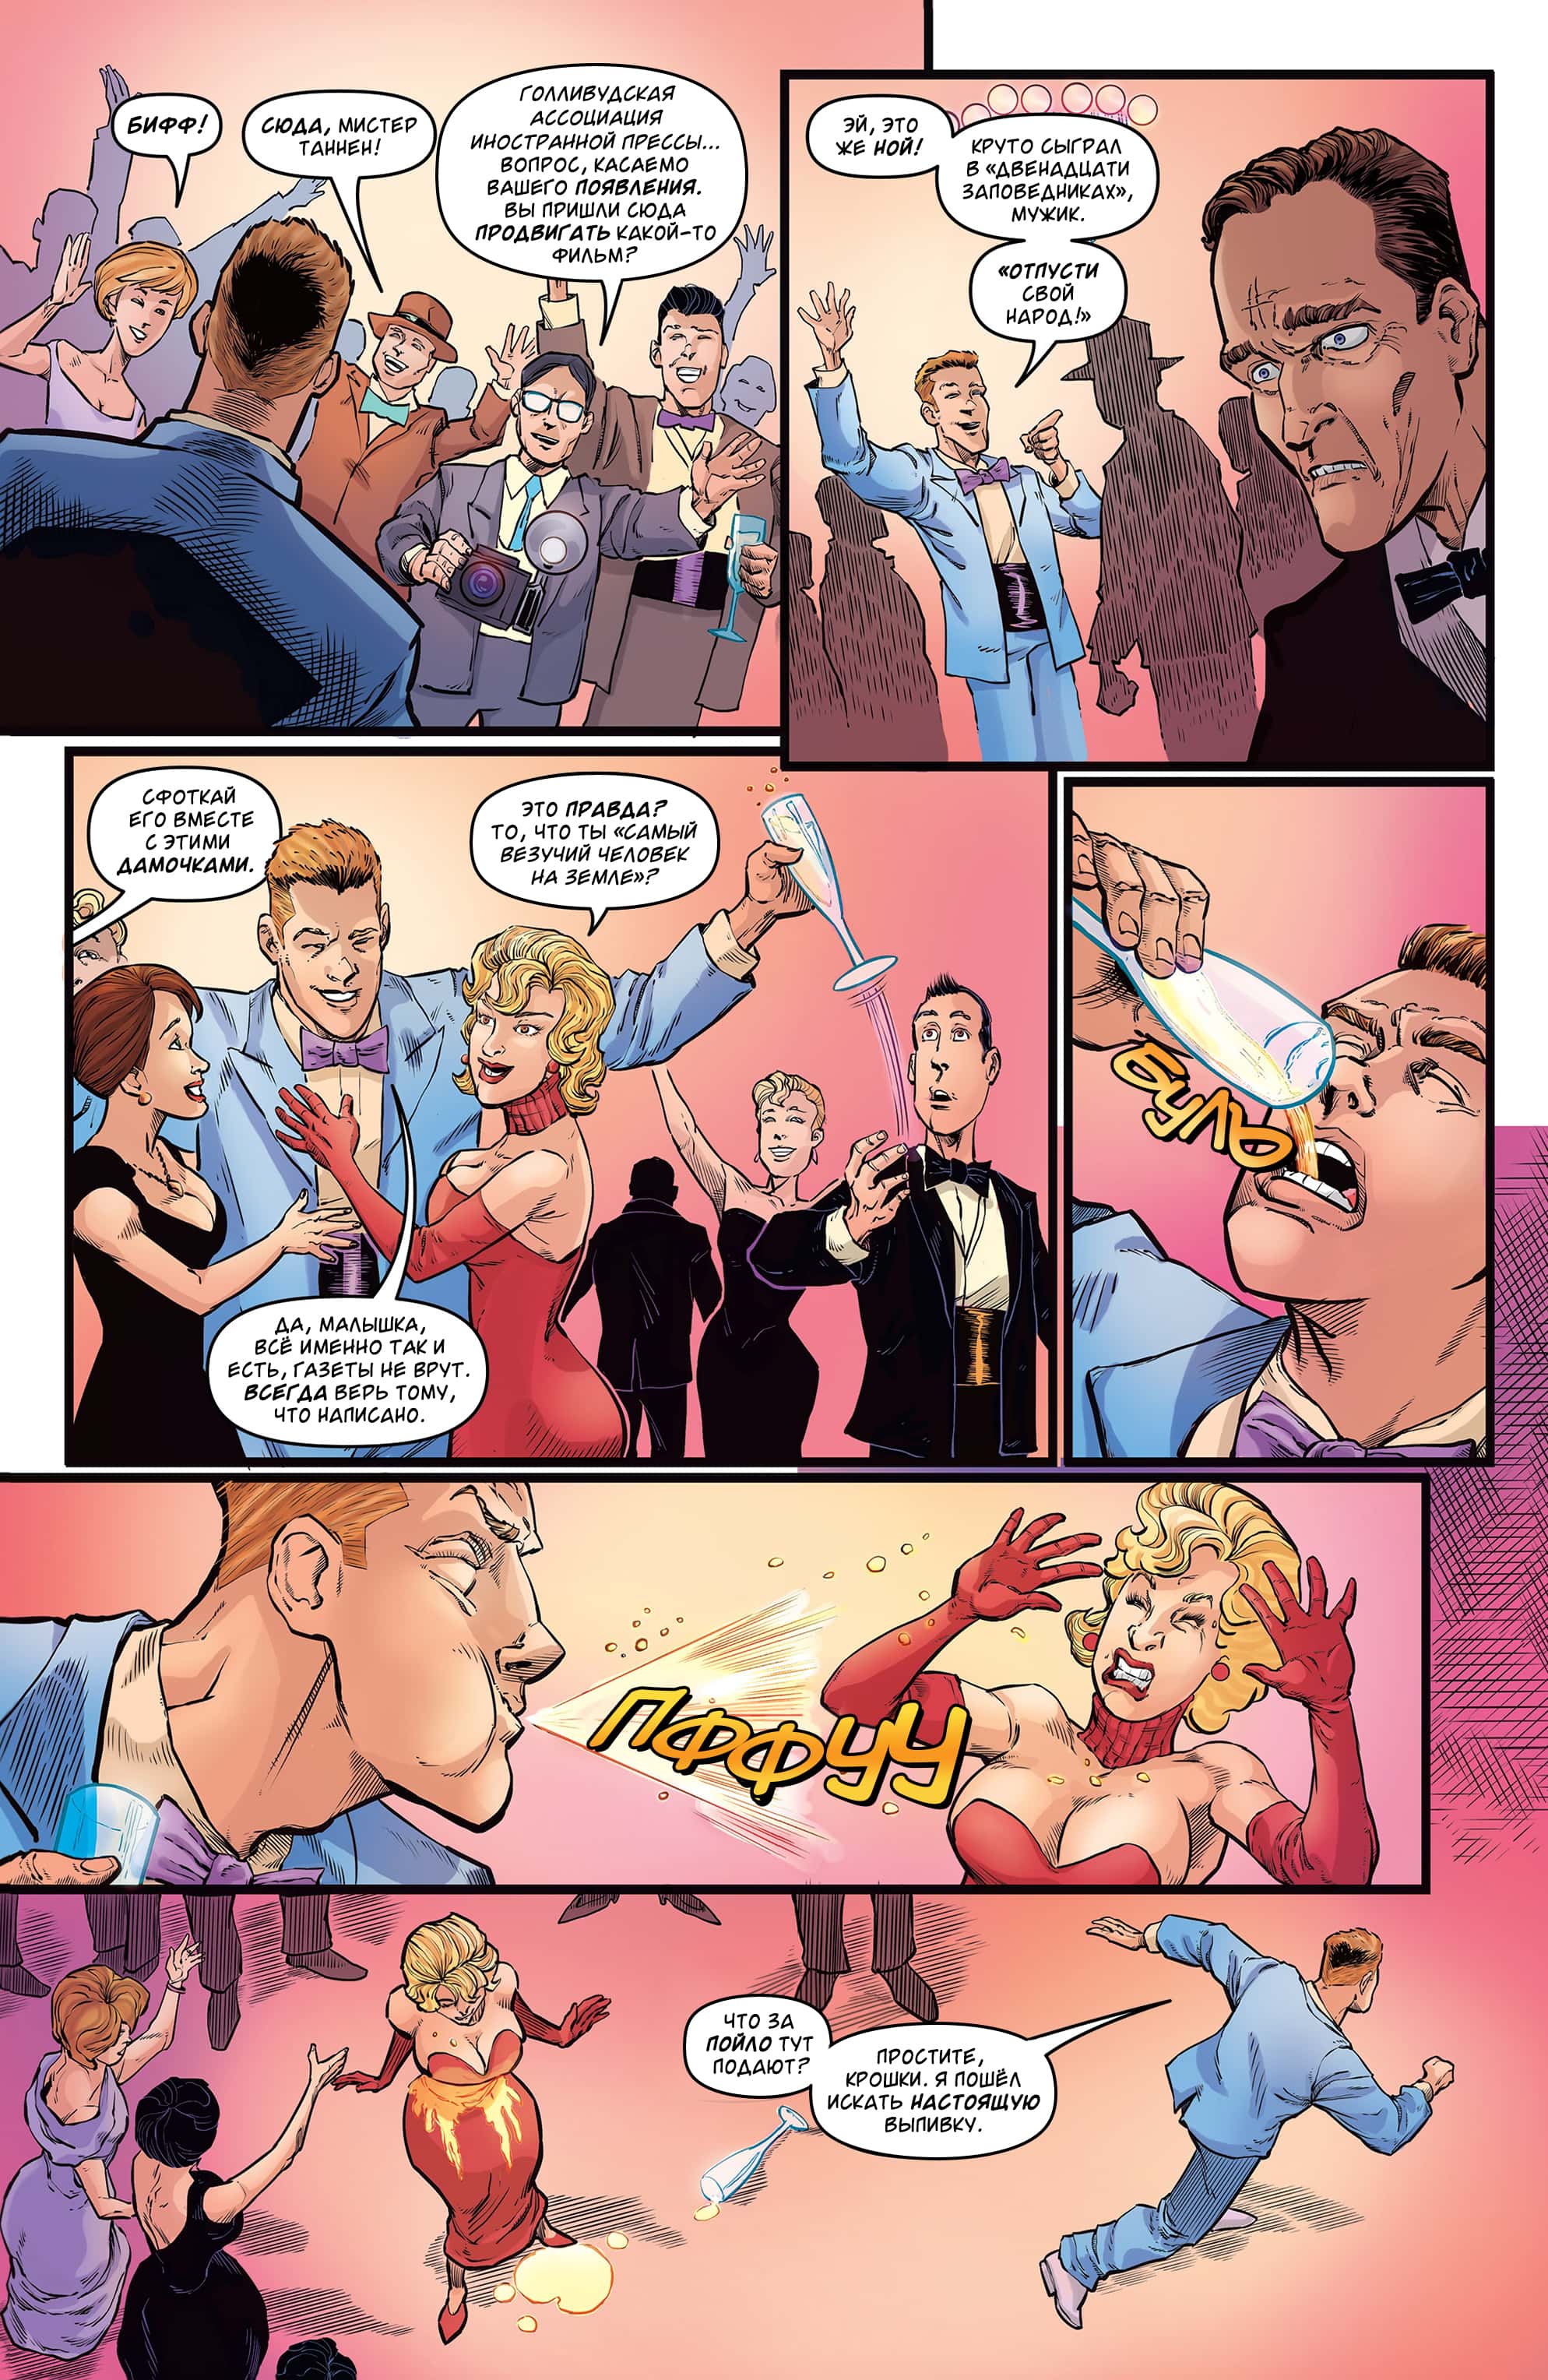 БИФФ!
СЮДА, МИСТЕР
ТАННЕН!
ГОЛЛИВУДСКАЯ
АССОЦИАЦИЯ
ИНОСТРАННОЙ ПРЕССЫ...
ВОПРОС, КАСАЕМО
ВАШЕГО ПОЯВЛЕНИЯ.
ВЫ ПРИШЛИ СЮДА
ПРОДВИГАТЬ КАКОЙ-ТО
ФИЛЬМ?
ЭЙ, ЭТО
ЖЕ НОЙ!
КРУТО СЫГРАЛ
В «ДВЕНАДЦАТИ
ЗАПОВЕДНИКАХ»,
МУЖИК.
«ОТПУСТИ
СВОЙ
НАРОД!»
СФОТКАЙ
ЕГО ВМЕСТЕ
С ЭТИМИ
ДАМОЧКАМИ.
ЭТО ПРАВДА?
ТО, ЧТО ТЫ «САМЫЙ
ВЕЗУЧИЙ ЧЕЛОВЕК
НА ЗЕМЛЕ»?
ДА, МАЛЫШКА,
ВСЁ ИМЕННО ТАК И
ЕСТЬ, ГАЗЕТЫ НЕ ВРУТ.
ВСЕГДА ВЕРЬ ТОМУ,
ЧТО НАПИСАНО.
БУЛЬ
ПФФУУ
ЧТО ЗА
ПОЙЛО ТУТ
ПОДАЮТ?
ПРОСТИТЕ,
КРОШКИ. Я ПОШЁЛ
ИСКАТЬ НАСТОЯЩУЮ
ВЫПИВКУ.